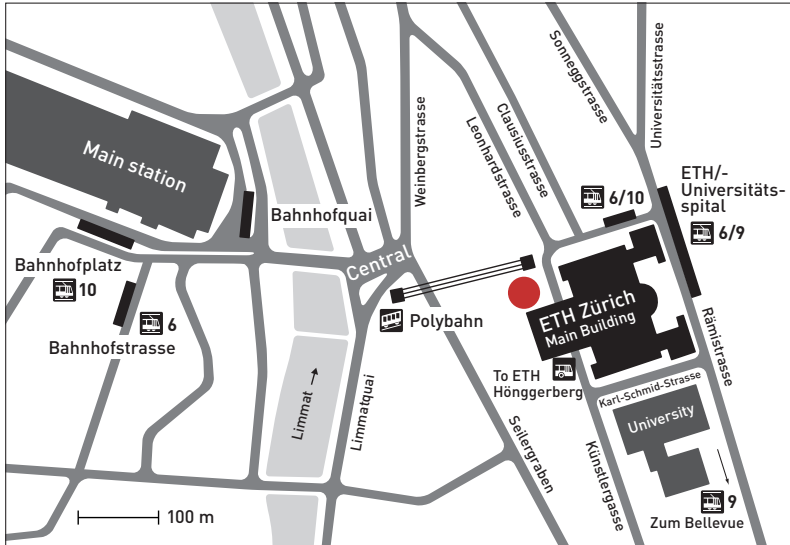 Sonneggstrasse
Universitätsstrasse
Weinbergstrasse
Leonhardstrasse
Clausiusstrasse
Main station
ETH/-
Universitäts-
spital
6/10
6/9
Bahnhofquai
Central
Bahnhofplatz
10
6
Bahnhofstrasse
Polybahn
ETH Zürich
Main Building
Rämistrasse
To ETH
Hönggerberg
Karl-Schmid-Strasse
Limmat
Limmatquai
University
Seilergraben
Künstlergasse
9
Zum Bellevue
100 m